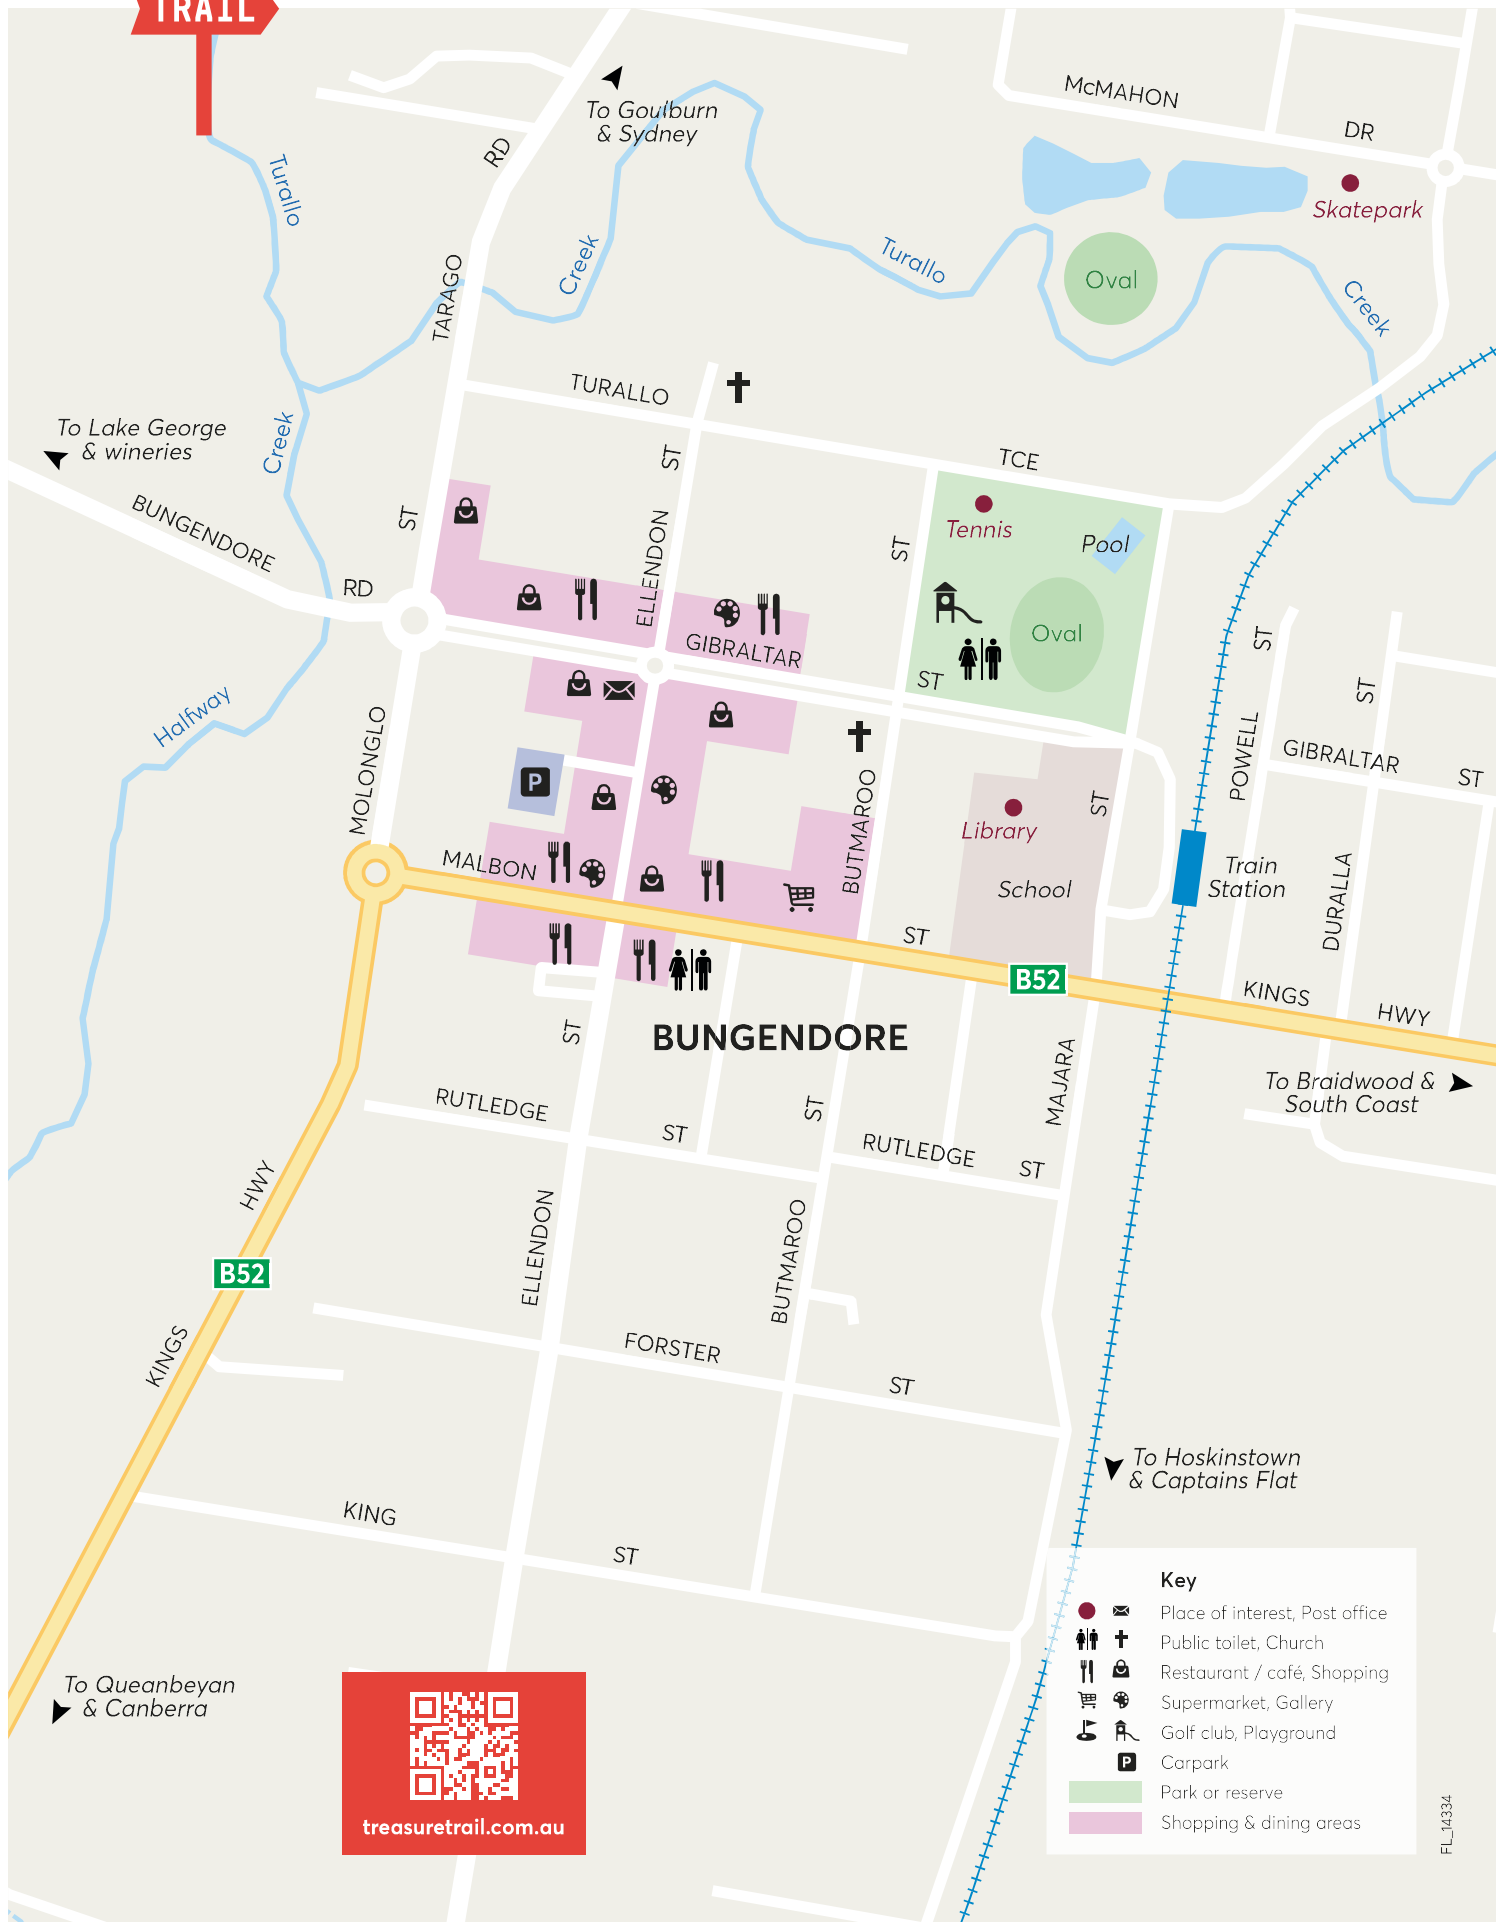 TRAIL
To Goulburn
& Sydney
McMAHON
DR
RD
Turallo
Skatepark
Creek
Turallo
Oval
Creek
TARAGO
TURALLO
To Lake George
& wineries
Creek
ST
TCE
BUNGENDORE
ST
Tennis
Pool
ST
ELLENDON
RD
GIBRALTAR
Oval
ST
ST
ST
Halfway
MOLONGLO
P
POWELL
GIBRALTAR
ST
BUTMAROO
ST
Library
MALBON
School
Train
Station
DURALLA
ST
B52
KINGS
HWY
ST
BUNGENDORE
MAJARA
To Braidwood &
South Coast
RUTLEDGE
ST
ST
RUTLEDGE
ST
HWY
ELLENDON
BUTMAROO
B52
KINGS
FORSTER
ST
To Hoskinstown
& Captains Flat
KING
ST
To Queanbeyan
& Canberra
treasuretrail.com.au
Key
Place of interest, Post office
Public toilet, Church
Restaurant / café, Shopping
Supermarket, Gallery
Golf club, Playground
P
Carpark
Park or reserve
Shopping & dining areas
FL_14334